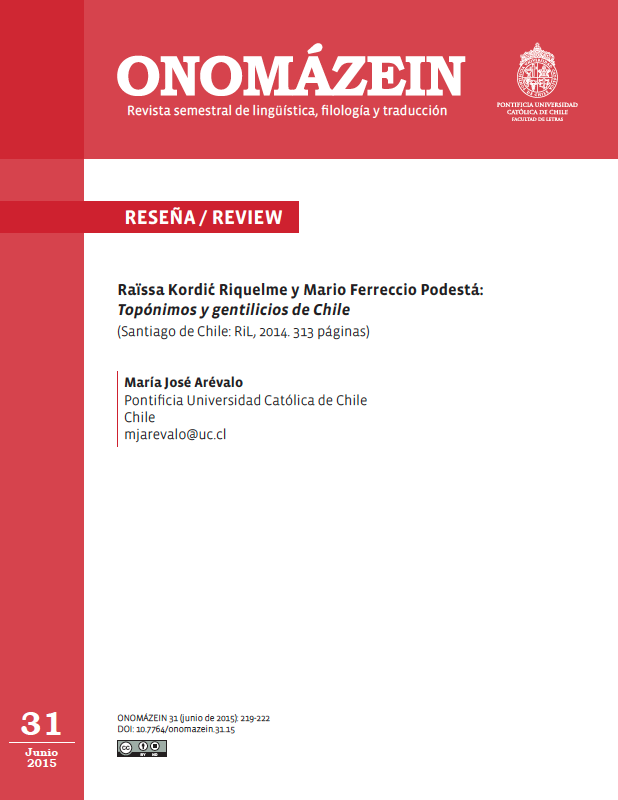 ONOMÁZEIN
Revista semestral de lingüística, filología y traducción
PONTIFICIA UNIVERSIDAD
CATÓLICA DE CHILE
FACULTAD DE LETRAS
RESEÑA / REVIEW
Raïssa Kordić Riquelme y Mario Ferreccio Podestá:
Topónimos y gentilicios de Chile
(Santiago de Chile: RiL, 2014. 313 páginas)
María José Arévalo
Pontificia Universidad Católica de Chile
Chile
mjarevalo@uc.cl
31
Junio
2015
ONOMÁZEIN 31 (junio de 2015): 219-222
DOI: 10.7764/onomazein.31.15
cc
BY ND